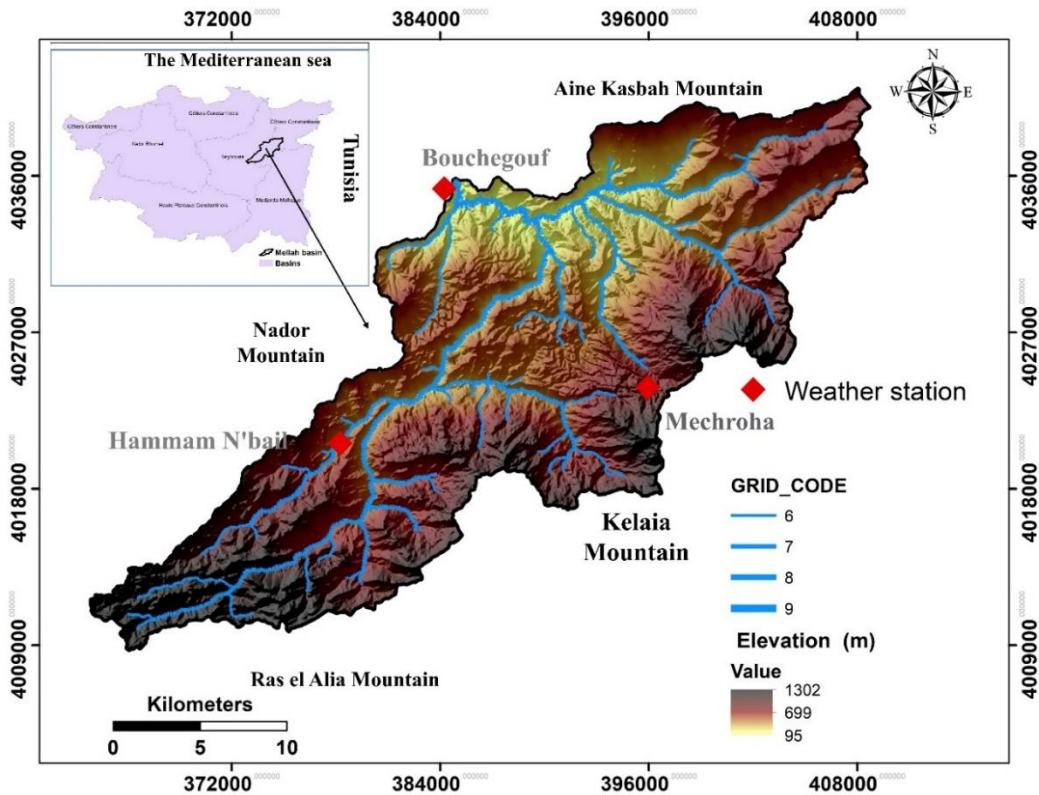 372000 384000 396000 408000
The Mediterranean sea
Tunisia
Mellah basin
Basins
Aine Kasbah Mountain
N
W E
S
Bouchegouf
4036000
4036000
Nador
Mountain
4027000
4027000
Weather station
Mechroha
Hammam N'bail
4018000
4018000
Kelaia
Mountain
GRID_CODE
6
7
8
9
Elevation (m)
Value
1302
699
95
4009000
4009000
Ras el Alia Mountain
Kilometers
0 5 10
372000 384000 396000 408000